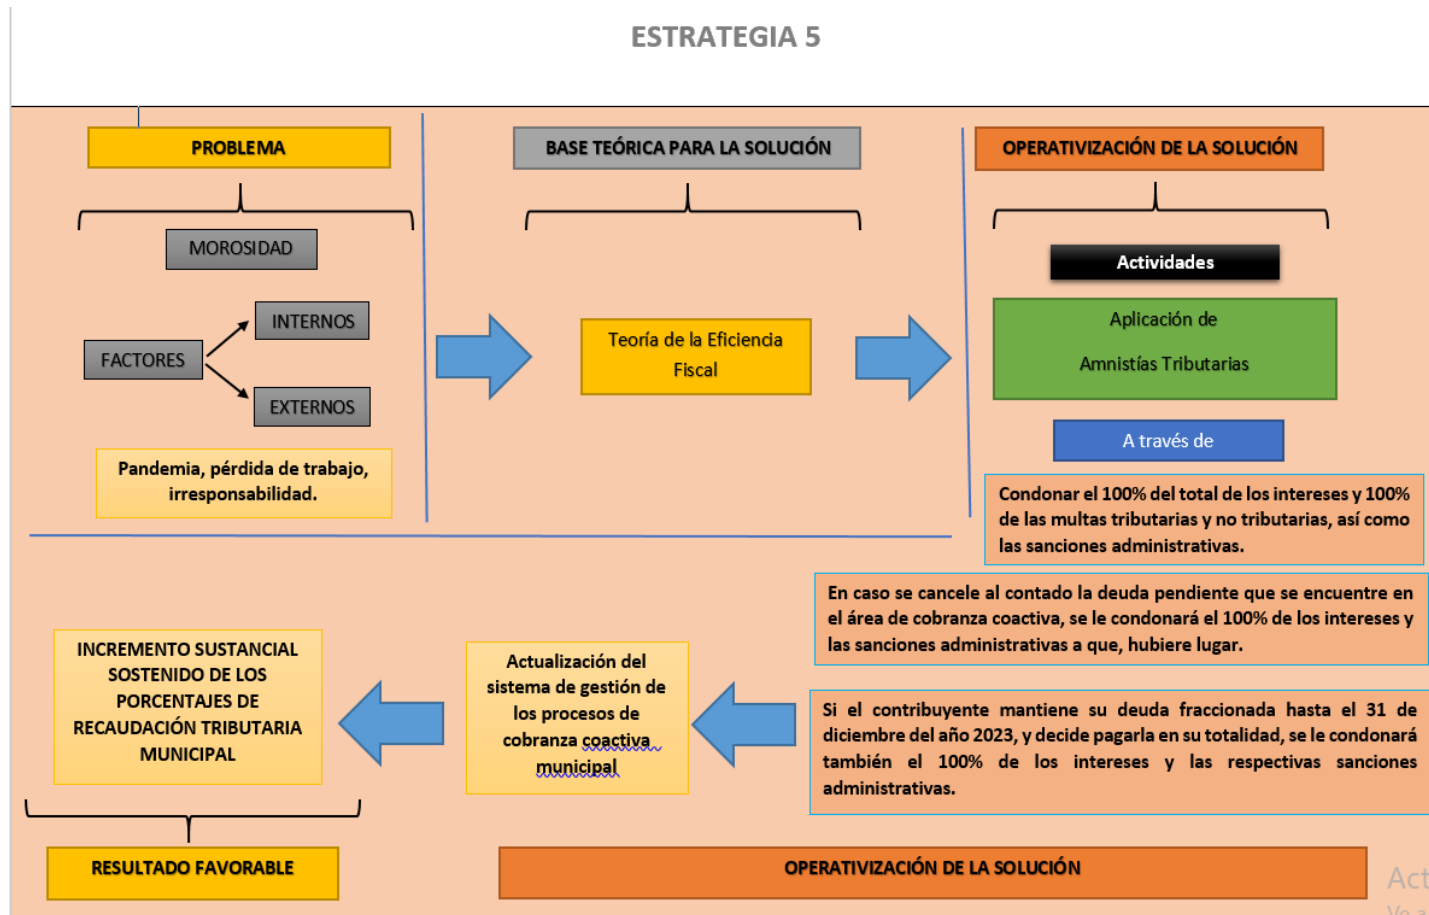 ESTRATEGIA 5
PROBLEMA
MOROSIDAD
FACTORES
INTERNOS
EXTERNOS
Pandemia, pérdida de trabajo,
irresponsabilidad.
BASE TEÓRICA PARA LA SOLUCIÓN
Teoría de la Eficiencia
Fiscal
OPERATIVIZACIÓN DE LA SOLUCIÓN
Actividades
Aplicación de
Amnistías Tributarias
A través de
Condonar el 100% del total de los intereses y 100%
de las multas tributarias y no tributarias, así como
las sanciones administrativas.
En caso se cancele al contado la deuda pendiente que se encuentre en
el área de cobranza coactiva, se le condonará el 100% de los intereses y
las sanciones administrativas a que, hubiere lugar.
Si el contribuyente mantiene su deuda fraccionada hasta el 31 de
diciembre del año 2023, y decide pagarla en su totalidad, se le condonará
también el 100% de los intereses y las respectivas sanciones
administrativas.
Actualización del
sistema de gestión de
los procesos de
cobranza coactiva
municipal
INCREMENTO SUSTANCIAL
SOSTENIDO DE LOS
PORCENTAJES DE
RECAUDACIÓN TRIBUTARIA
MUNICIPAL
RESULTADO FAVORABLE
OPERATIVIZACIÓN DE LA SOLUCIÓN
Act